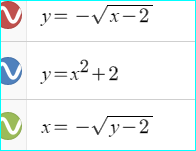 y = −√x − 2
y = x² + 2
x = −√y − 2